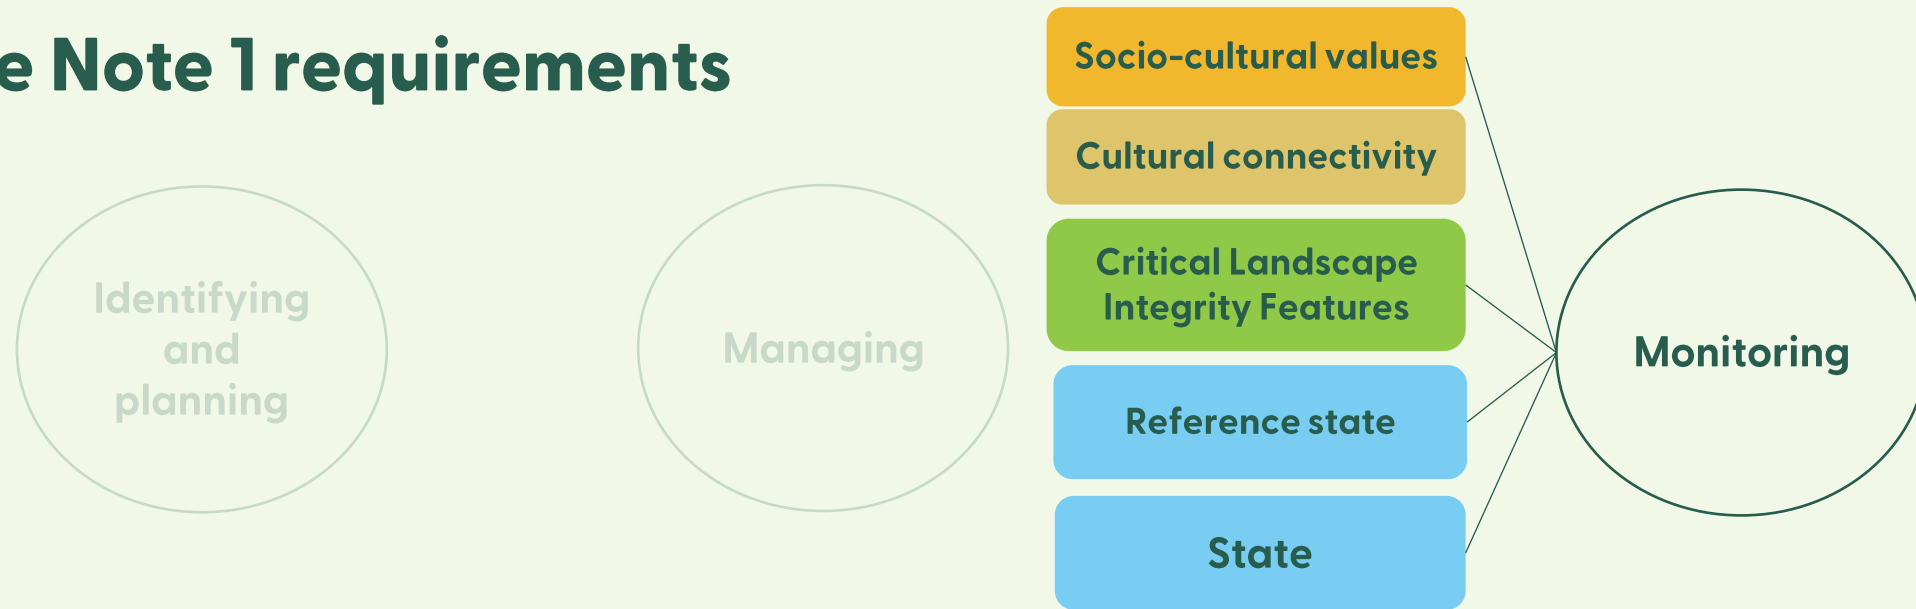 e Note 1 requirements
Identifying
and
planning
Managing
Socio-cultural values
Cultural connectivity
Critical Landscape
Integrity Features
Reference state
State
Monitoring